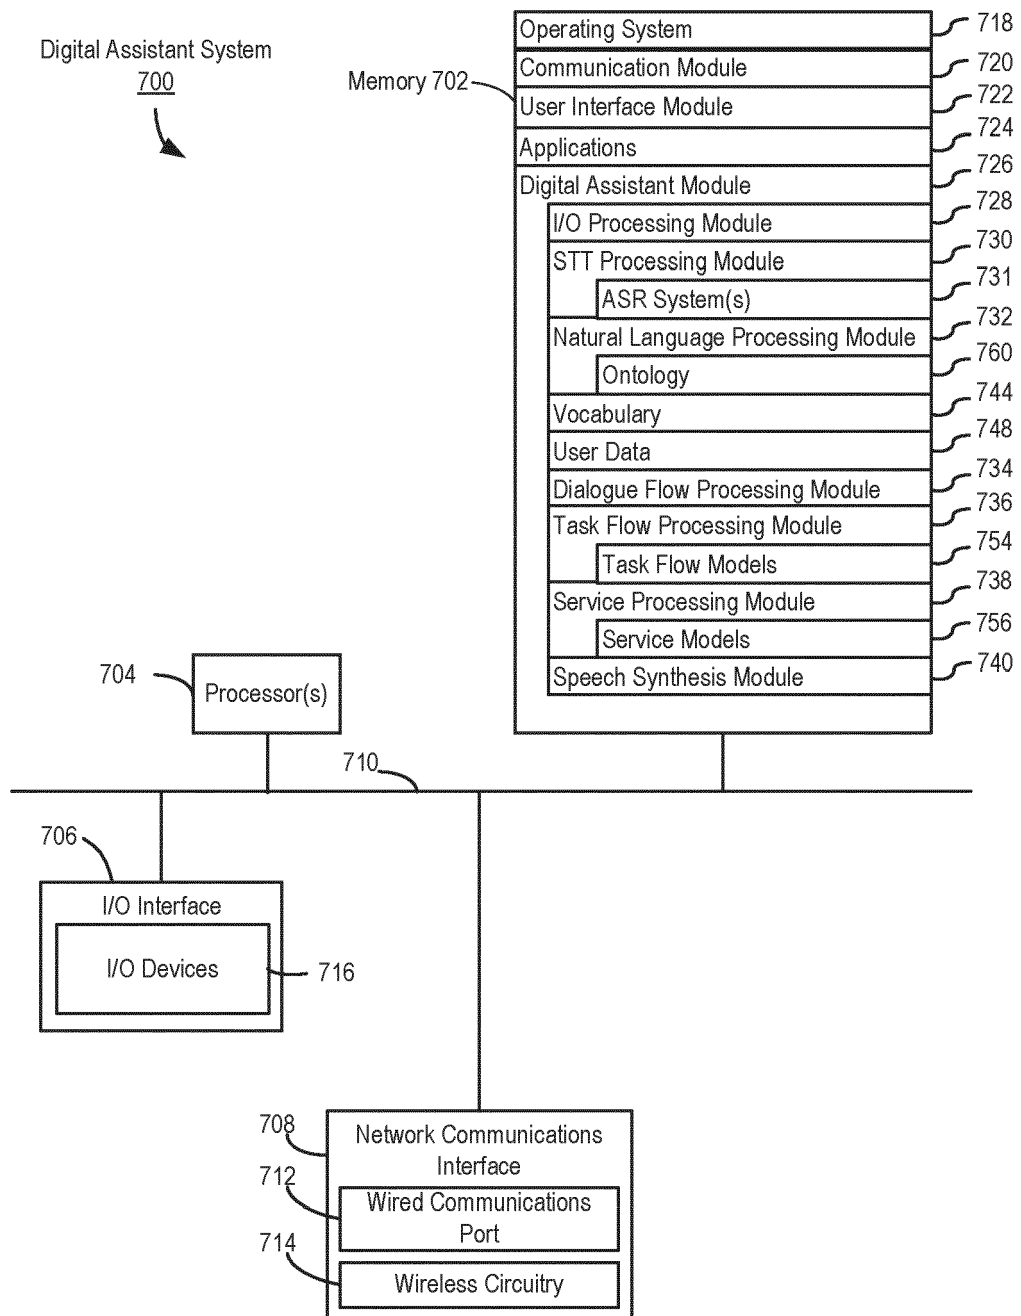 Digital Assistant System
700
Memory 702
Operating System 718
Communication Module 720
User Interface Module 722
Applications 724
Digital Assistant Module 726
I/O Processing Module 728
STT Processing Module 730
ASR System(s) 731
Natural Language Processing Module 732
Ontology 760
Vocabulary 744
User Data 748
Dialogue Flow Processing Module 734
Task Flow Processing Module 736
Task Flow Models 754
Service Processing Module 738
Service Models 756
Speech Synthesis Module 740
704
Processor(s)
710
706
I/O Interface
I/O Devices
716
708
Network Communications
Interface
712
Wired Communications
Port
714
Wireless Circuitry